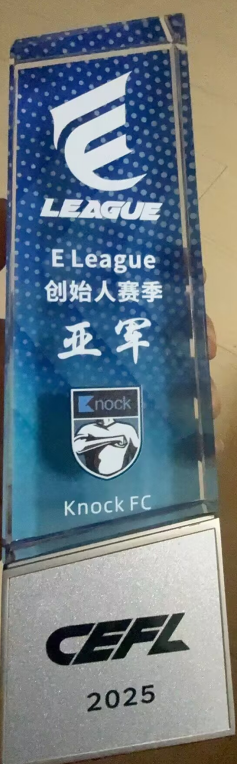 E LEAGUE
E League
创始人赛季
亚军
Knock
Knock FC
CEFL
2025